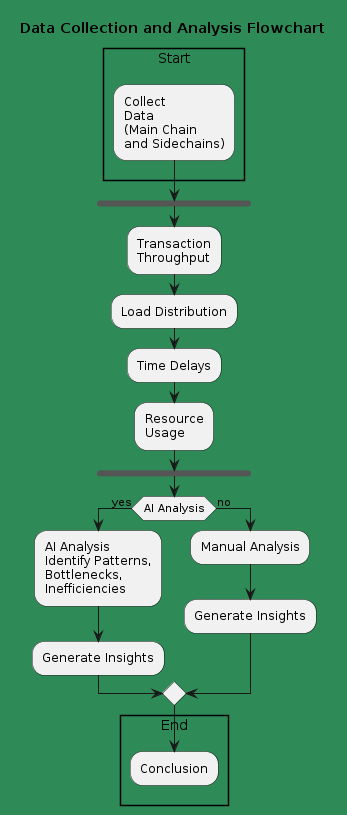 Data Collection and Analysis Flowchart
Start
Collect
Data
(Main Chain
and Sidechains)
Transaction
Throughput
Load Distribution
Time Delays
Resource
Usage
AI Analysis
yes
no
AI Analysis
Identify Patterns,
Bottlenecks,
Inefficiencies
Generate Insights
Manual Analysis
Generate Insights
End
Conclusion